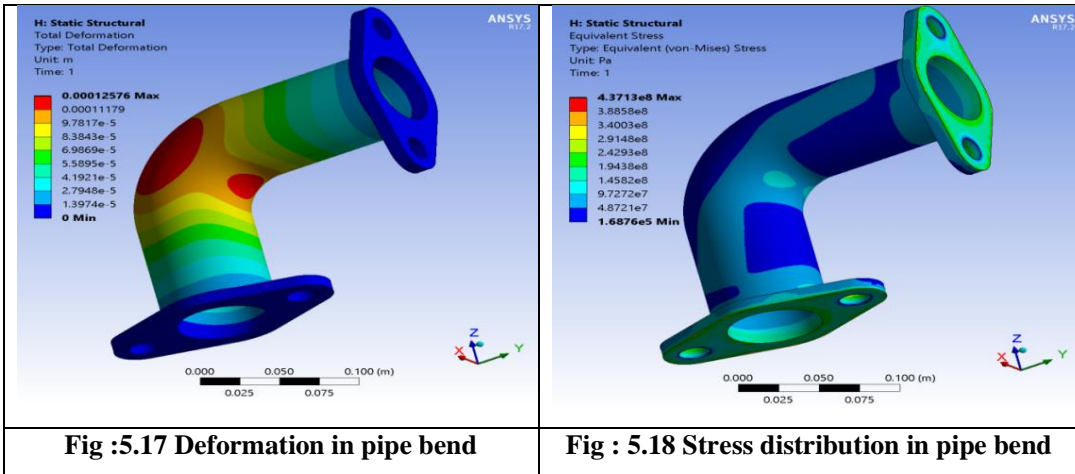 H: Static Structural
Total Deformation
Type: Total Deformation
Unit: m
Time: 1
0.00012576 Max
0.00011179
9.7817e-5
8.3843e-5
6.9869e-5
5.5895e-5
4.1921e-5
2.7948e-5
1.3974e-5
0 Min
ANSYS
R17.2
Z
X
Y
0.000 0.050 0.100 (m)
0.025 0.075
Fig :5.17 Deformation in pipe bend
H: Static Structural
Equivalent Stress
Type: Equivalent (von-Mises) Stress
Unit: Pa
Time: 1
4.3713e8 Max
3.8858e8
3.4003e8
2.9148e8
2.4293e8
1.9438e8
1.4582e8
9.7272e7
4.8721e7
1.6876e5 Min
ANSYS
R17.2
Z
X
Y
0.000 0.050 0.100 (m)
0.025 0.075
Fig : 5.18 Stress distribution in pipe bend